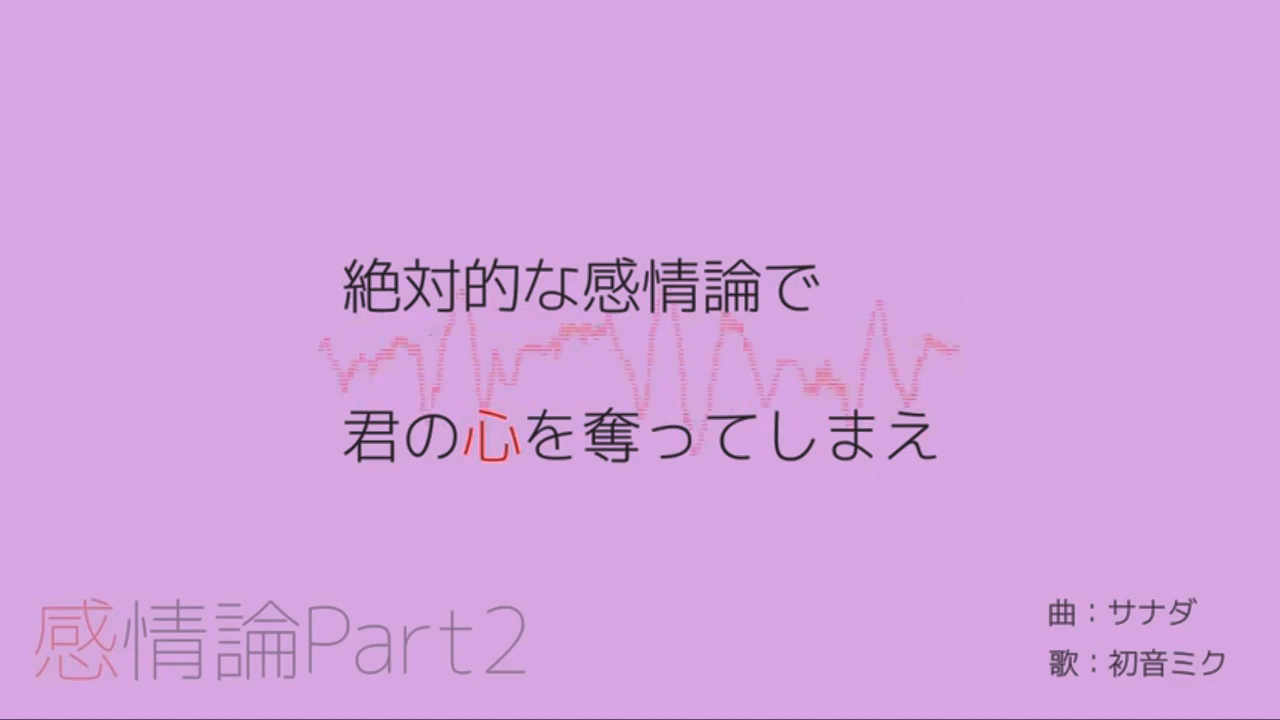 絶対的な感情論で
君の心を奪ってしまえ
感情論Part2
曲：サナダ
歌：初音ミク